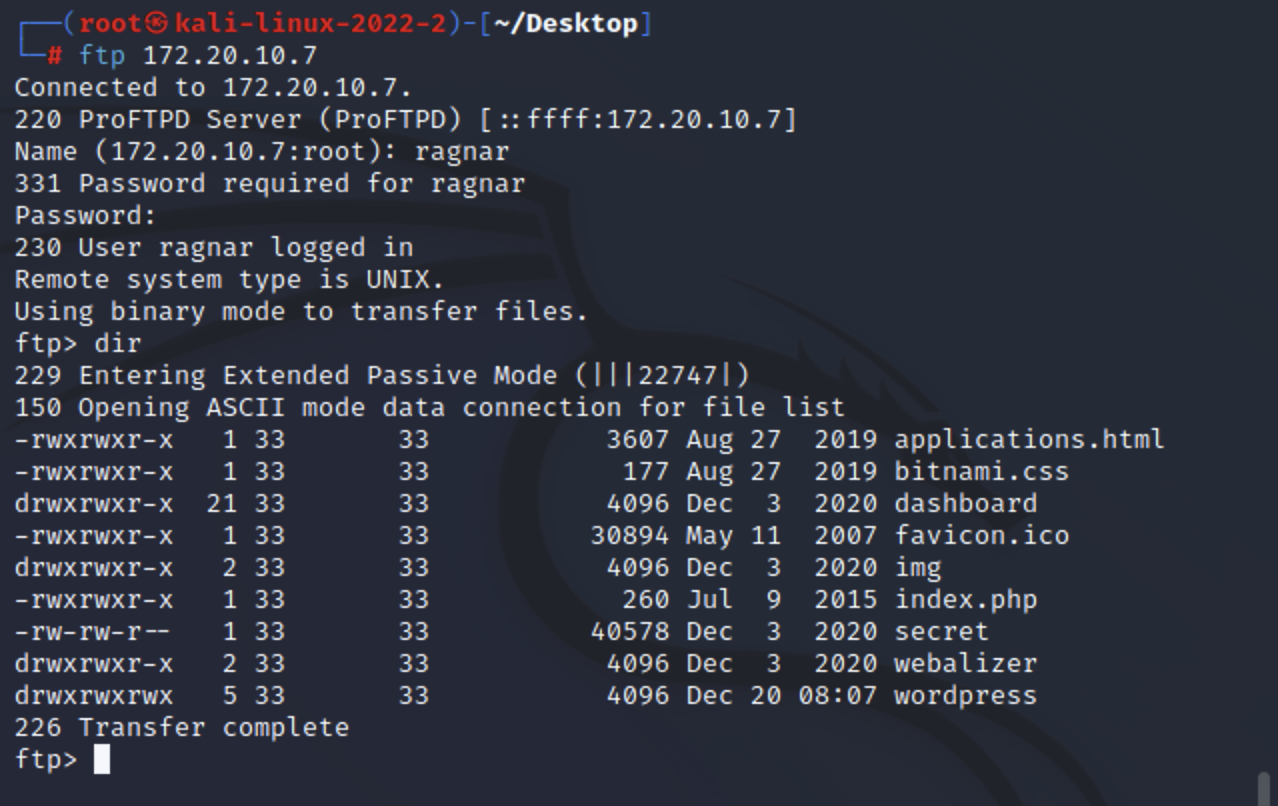 ┌──(root㉿kali-linux-2022-2)-[~/Desktop]
└─# ftp 172.20.10.7
Connected to 172.20.10.7.
220 ProFTPD Server (ProFTPD) [::ffff:172.20.10.7]
Name (172.20.10.7:root): ragnar
331 Password required for ragnar
Password:
230 User ragnar logged in
Remote system type is UNIX.
Using binary mode to transfer files.
ftp> dir
229 Entering Extended Passive Mode (|||22747|)
150 Opening ASCII mode data connection for file list
-rwxrwxr-x   1 33       33           3607 Aug 27  2019 applications.html
-rwxrwxr-x   1 33       33            177 Aug 27  2019 bitnami.css
drwxrwxr-x  21 33       33           4096 Dec  3  2020 dashboard
-rwxrwxr-x   1 33       33          30894 May 11  2007 favicon.ico
drwxrwxr-x   2 33       33           4096 Dec  3  2020 img
-rwxrwxr-x   1 33       33            260 Jul  9  2015 index.php
-rw-rw-r--   1 33       33          40578 Dec  3  2020 secret
drwxrwxr-x   2 33       33           4096 Dec  3  2020 webalizer
drwxrwxrwx   5 33       33           4096 Dec 20 08:07 wordpress
226 Transfer complete
ftp>